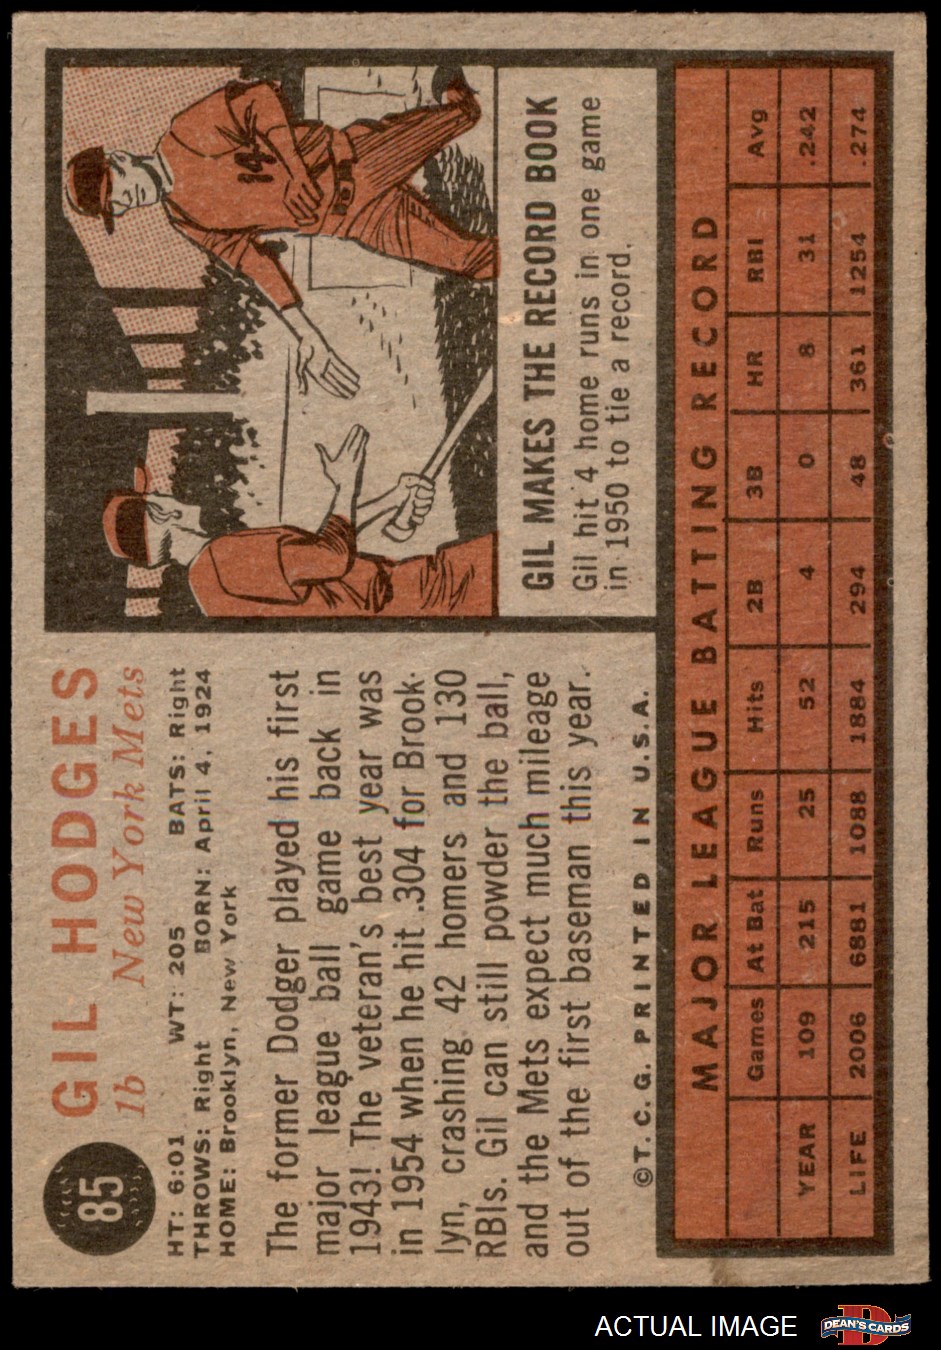 85
GIL HODGES
1b New York Mets
HT: 6:01 WT: 205 BATS: Right
THROWS: Right BORN: April 4, 1924
HOME: Brooklyn, New York
The former Dodger played his first
major league ball game back in
1943! The veteran's best year was
in 1954 when he hit .304 for Brook-
lyn, crashing 42 homers and 130
RBIs. Gil can still powder the ball,
and the Mets expect much mileage
out of the first baseman this year.
©T.C.G. PRINTED IN U.S.A.
14
GIL MAKES THE RECORD BOOK
Gil hit 4 home runs in one game
in 1950 to tie a record.
MAJOR LEAGUE BATTING RECORD
Games At Bat Runs Hits 2B 3B HR RBI Avg
YEAR 109 215 25 52 4 0 8 31 .242
LIFE 2006 6881 1088 1884 294 48 361 1254 .274
ACTUAL IMAGE
DEAN'S CARDS